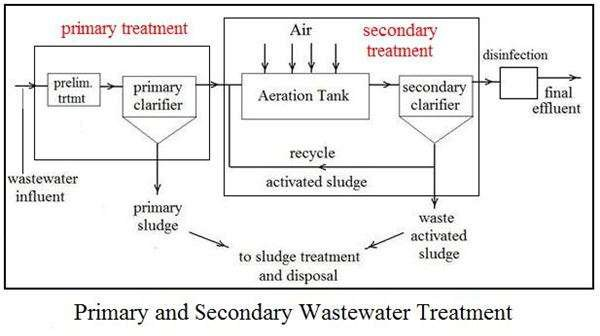 primary treatment
Air
secondary
treatment
disinfection
prelim.
trtmt
primary
clarifier
Aeration Tank
secondary
clarifier
final
effluent
wastewater
influent
recycle
activated sludge
primary
sludge
waste
activated
sludge
to sludge treatment
and disposal
Primary and Secondary Wastewater Treatment